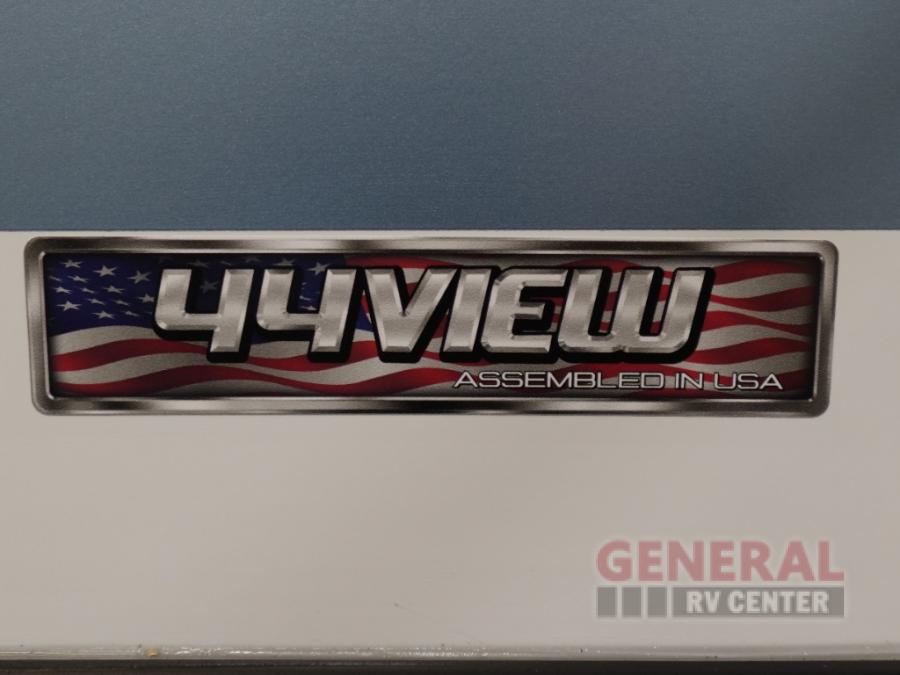 44VIEW
ASSEMBLED IN USA
GENERAL
RV CENTER